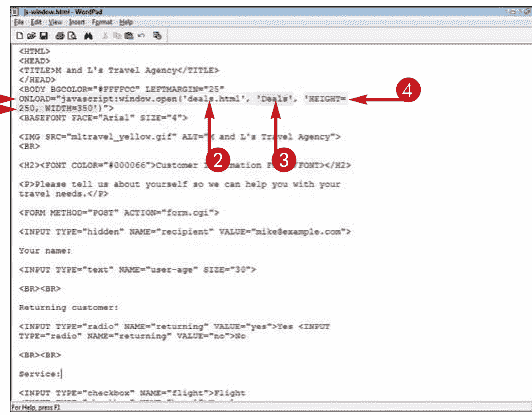 js-window.html - WordPad
File Edit View Insert Format Help
<HTML>
<HEAD>
<TITLE>M and L's Travel Agency</TITLE>
</HEAD>
<BODY BGCOLOR="#FFFFCC" LEFTMARGIN="25"
ONLOAD="javascript:window.open('deals.html', 'Deals', 'HEIGHT=
250, WIDTH=350')">
<BASEFONT FACE="Arial" SIZE="4">
<IMG SRC="mltravel_yellow.gif" ALT="M and L's Travel Agency">
<BR>
<H2><FONT COLOR="#000066">Customer Information FONT></H2>
<P>Please tell us about yourself so we can help you with your
travel needs.</P>
<FORM METHOD="POST" ACTION="form.cgi">
<INPUT TYPE="hidden" NAME="recipient" VALUE="mike@example.com">
Your name:
<INPUT TYPE="text" NAME="user-age" SIZE="30">
<BR><BR>
Returning customer:
<INPUT TYPE="radio" NAME="returning" VALUE="yes">Yes <INPUT
TYPE="radio" NAME="returning" VALUE="no">No
<BR><BR>
Service:
<INPUT TYPE="checkbox" NAME="flight">Flight
For Help, press F1
2
3
4